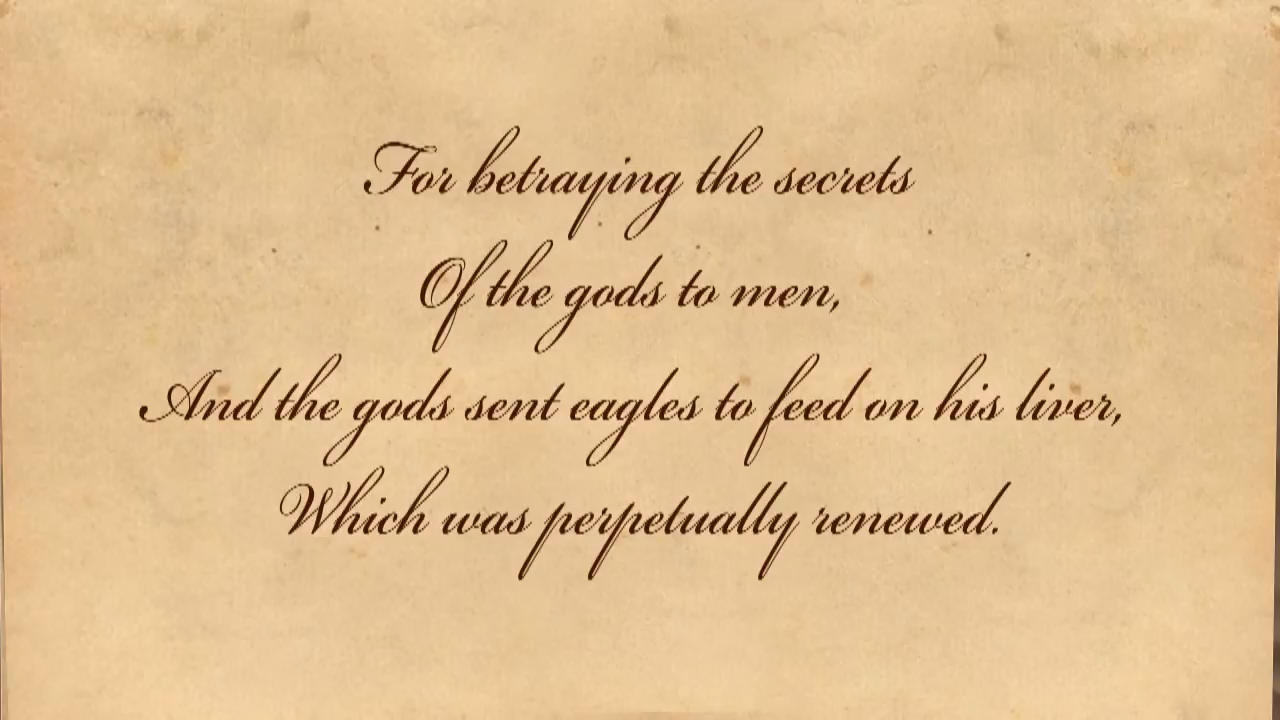 For betraying the secrets
Of the gods to men,
And the gods sent eagles to feed on his liver,
Which was perpetually renewed.